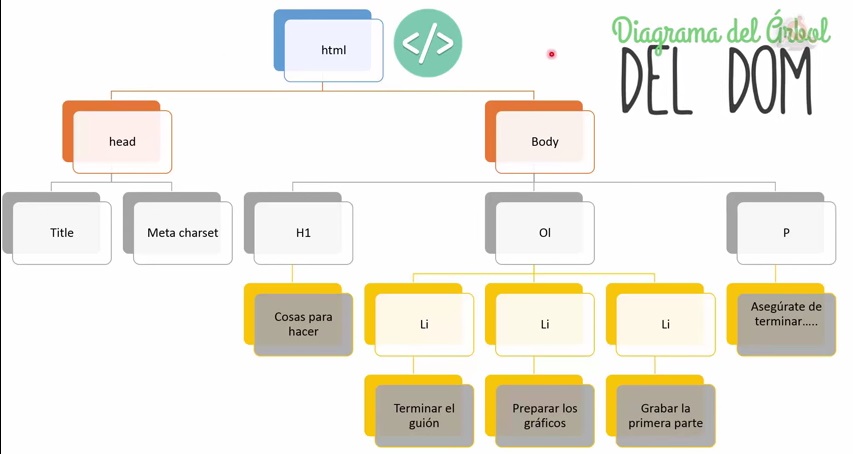 Diagrama del Árbol
DEL DOM
html
</>
head
Body
Title
Meta charset
H1
Ol
P
Cosas para
hacer
Li
Li
Li
Asegúrate de
terminar.....
Terminar el
guión
Preparar los
gráficos
Grabar la
primera parte